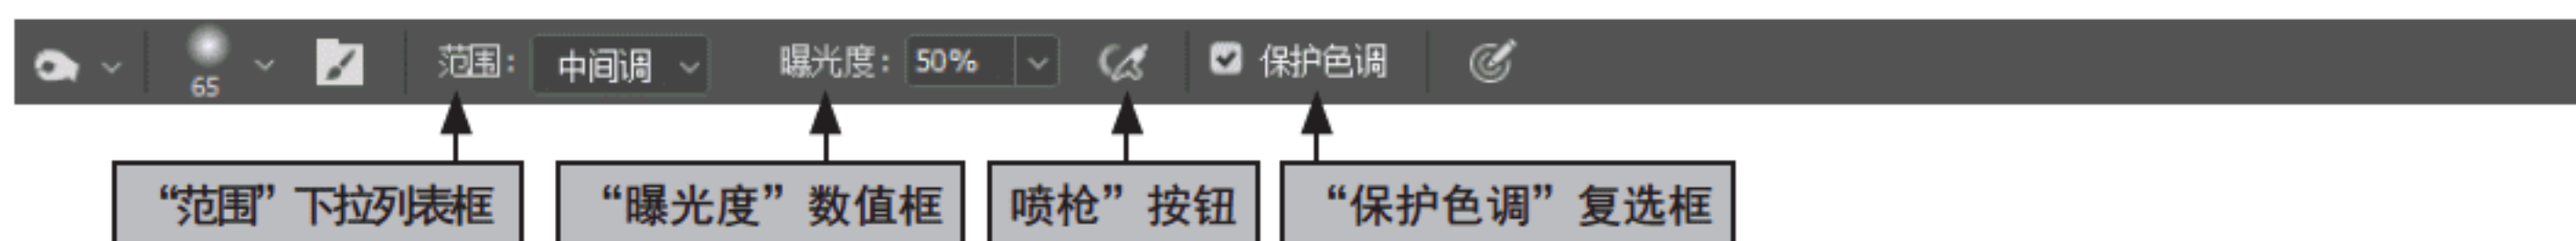 65 范围: 中间调 曝光度: 50% 保护色调
“范围”下拉列表框 “曝光度”数值框 喷枪”按钮 “保护色调”复选框